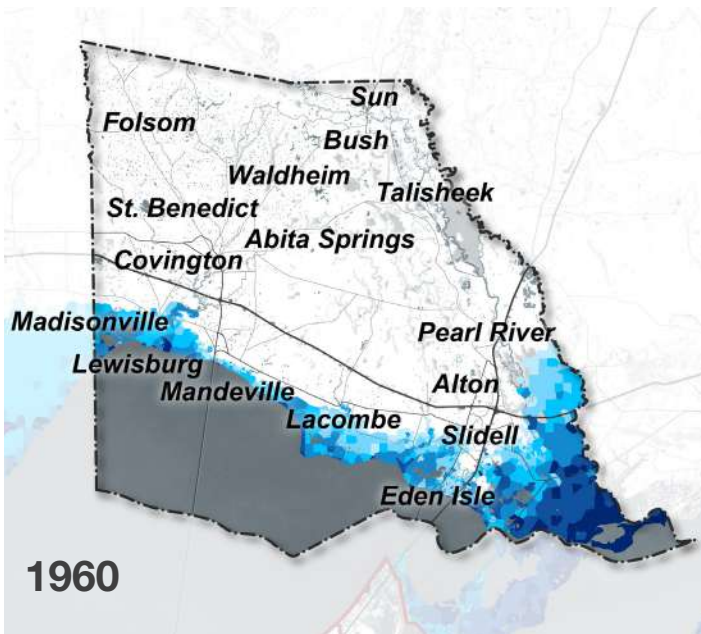 Sun
Folsom
Bush
Waldheim
Talisheek
St. Benedict
Abita Springs
Covington
Madisonville
Pearl River
Lewisburg
Mandeville
Alton
Lacombe
Slidell
Eden Isle
1960